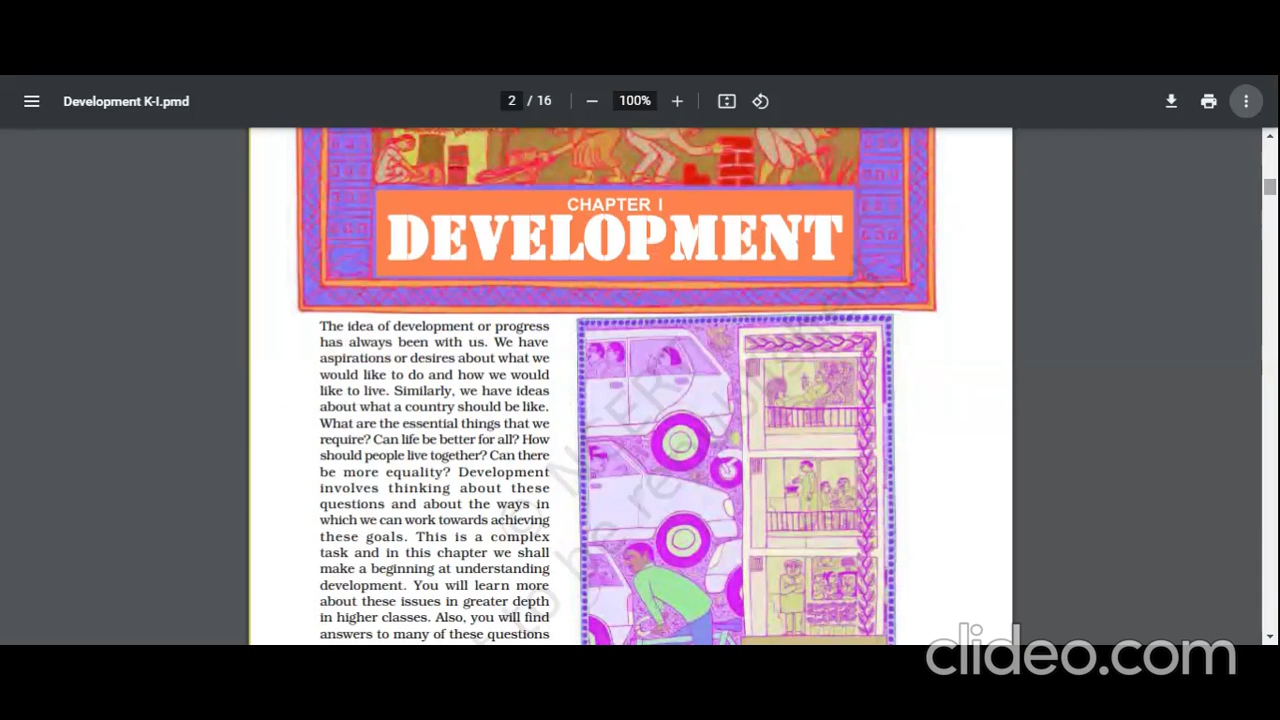 Development K-I.pmd
2 / 16
100%
CHAPTER I
DEVELOPMENT
The idea of development or progress
has always been with us. We have
aspirations or desires about what we
would like to do and how we would
like to live. Similarly, we have ideas
about what a country should be like.
What are the essential things that we
require? Can life be better for all? How
should people live together? Can there
be more equality? Development
involves thinking about these
questions and about the ways in
which we can work towards achieving
these goals. This is a complex
task and in this chapter we shall
make a beginning at understanding
development. You will learn more
about these issues in greater depth
in higher classes. Also, you will find
answers to many of these questions
to be republished
clideo.com